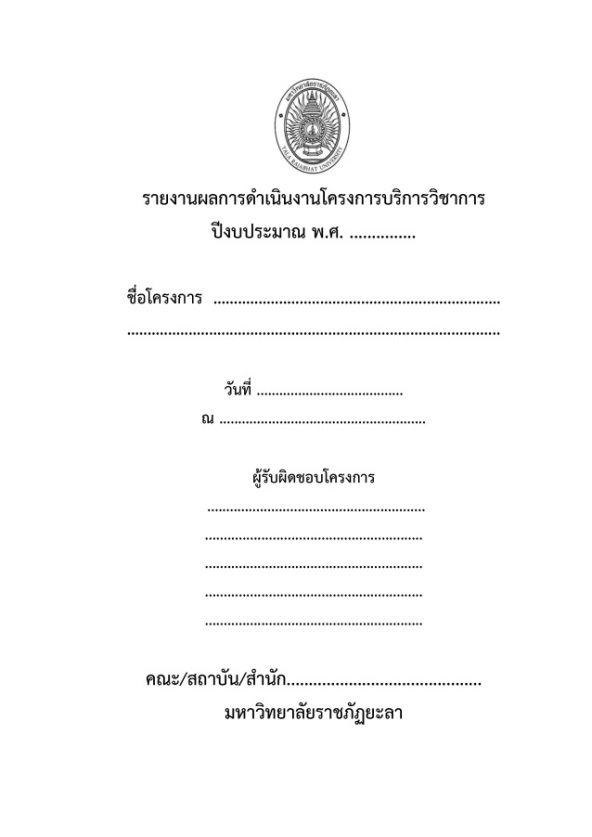 มหาวิทยาลัยราชภัฏยะลา
YALA RAJABHAT UNIVERSITY
รายงานผลการดำเนินงานโครงการบริการวิชาการ
ปีงบประมาณ พ.ศ. ...............
ชื่อโครงการ ......................................................................
...........................................................................................
วันที่ .......................................
ณ .......................................................
ผู้รับผิดชอบโครงการ
..........................................................
..........................................................
..........................................................
..........................................................
..........................................................
คณะ/สถาบัน/สำนัก............................................
มหาวิทยาลัยราชภัฏยะลา